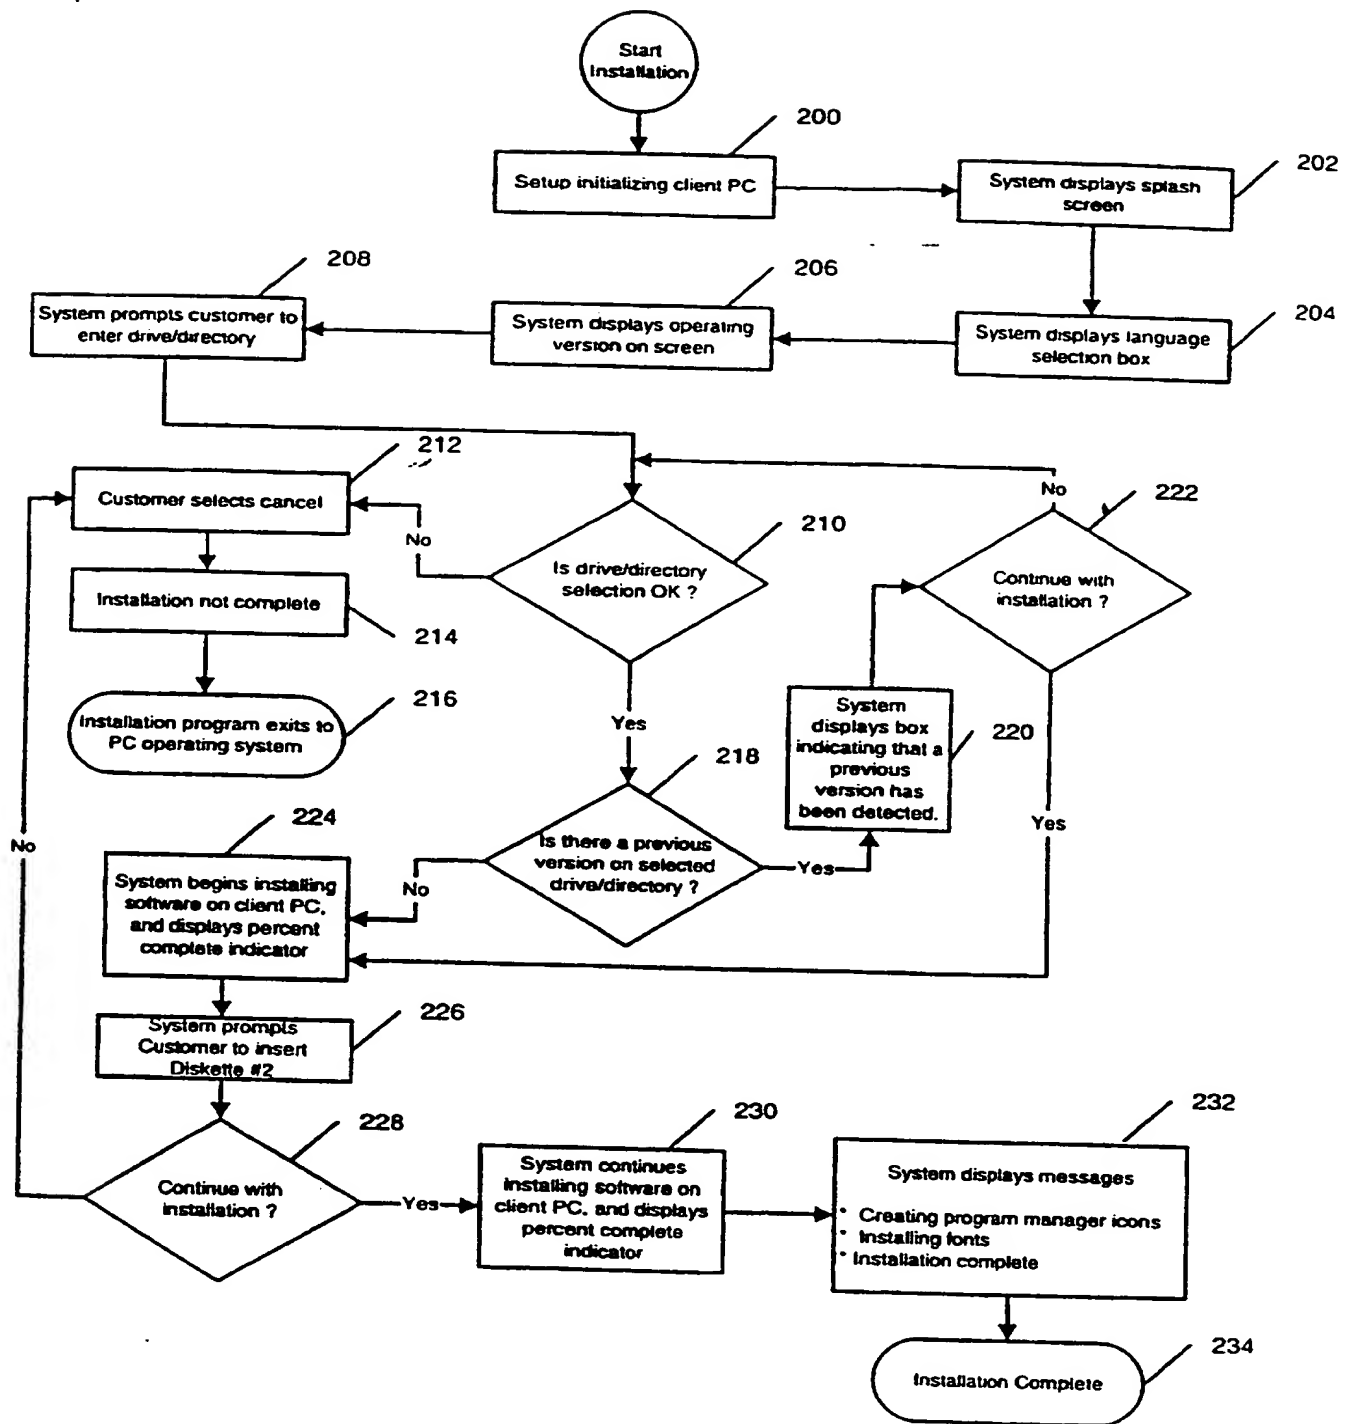 Start
Installation
200
Setup initializing client PC
202
System displays splash
screen
208
206
204
System prompts customer to
enter drive/directory
System displays operating
version on screen
System displays language
selection box
212
Customer selects cancel
No
222
No
210
Is drive/directory
selection OK ?
Continue with
installation ?
Installation not complete
214
216
Installation program exits to
PC operating system
Yes
System
displays box
indicating that a
previous
version has
been detected.
220
218
Yes
224
No
Is there a previous
version on selected
drive/directory ?
Yes
No
System begins installing
software on client PC,
and displays percent
complete indicator
226
System prompts
Customer to insert
Diskette #2
228
Continue with
installation ?
Yes
230
System continues
installing software on
client PC, and displays
percent complete
indicator
232
System displays messages
* Creating program manager icons
* Installing fonts
* Installation complete
234
Installation Complete